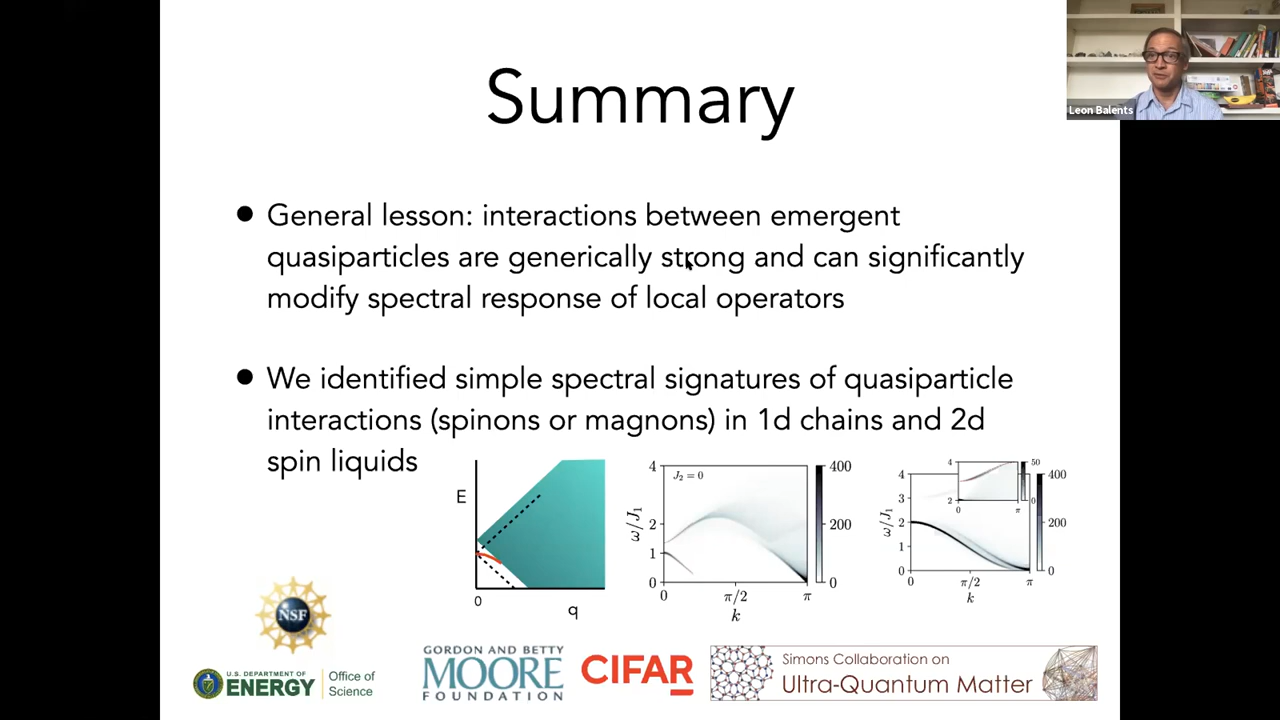 Summary
Leon Balents
• General lesson: interactions between emergent
quasiparticles are generically strong and can significantly
modify spectral response of local operators
• We identified simple spectral signatures of quasiparticle
interactions (spinons or magnons) in 1d chains and 2d
spin liquids
E
0
q
4
2
1
0
ω/J₁
J₂ = 0
0
π/2
π
k
400
200
0
4
3
2
1
0
ω/J₁
0
π/2
π
k
4
2
0
π
50
0
400
200
0
NSF
U.S. DEPARTMENT OF
ENERGY
Office of
Science
GORDON AND BETTY
MOORE
FOUNDATION
CIFAR
Simons Collaboration on
Ultra-Quantum Matter